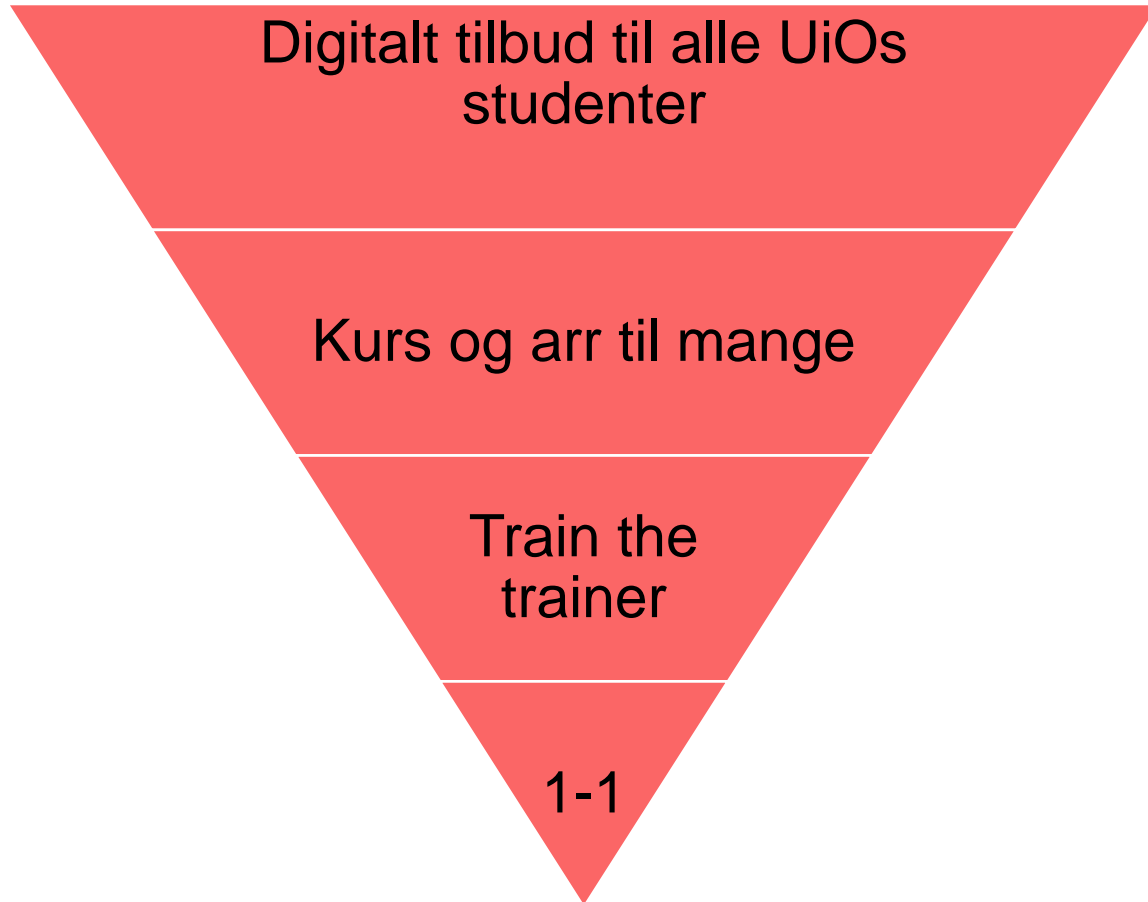 Digitalt tilbud til alle UiOs
studenter
Kurs og arr til mange
Train the
trainer
1-1